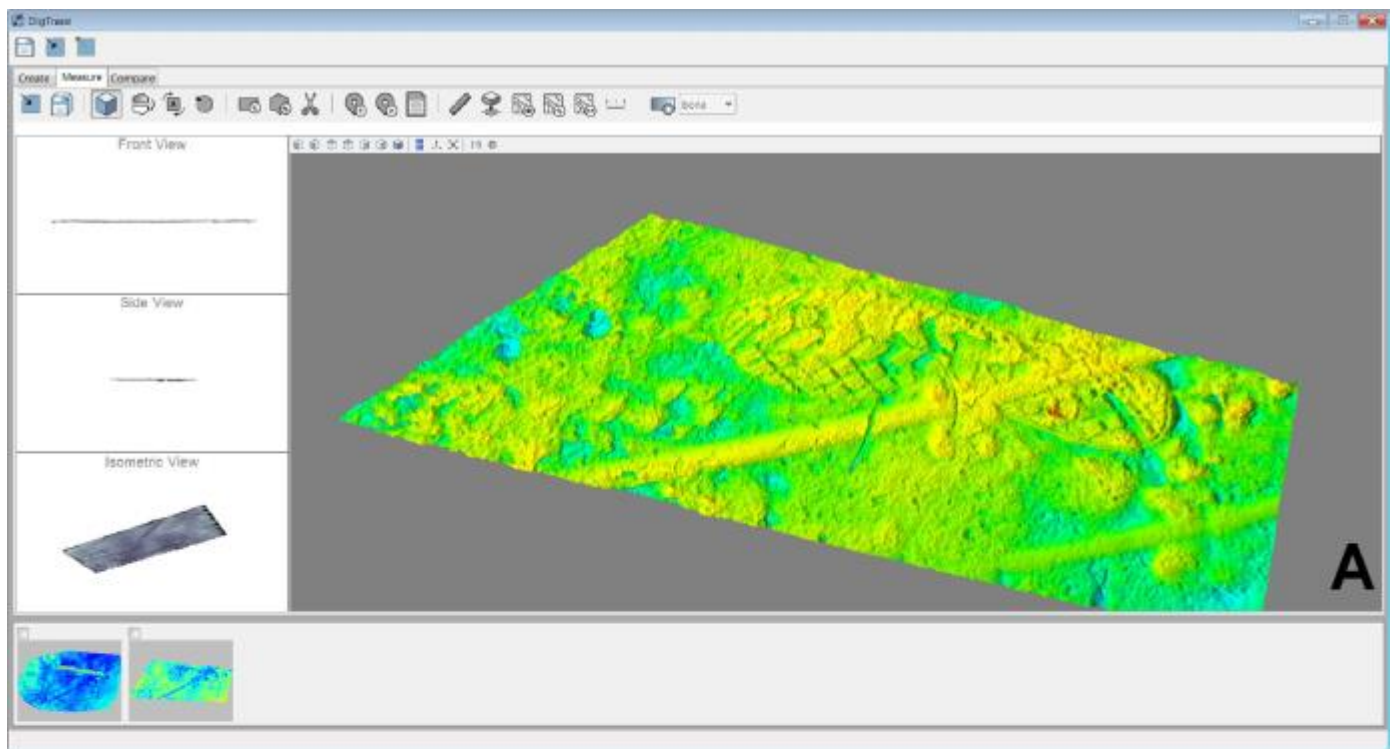 DigTrace
Create Measure Compare
Front View
Side View
Isometric View
A